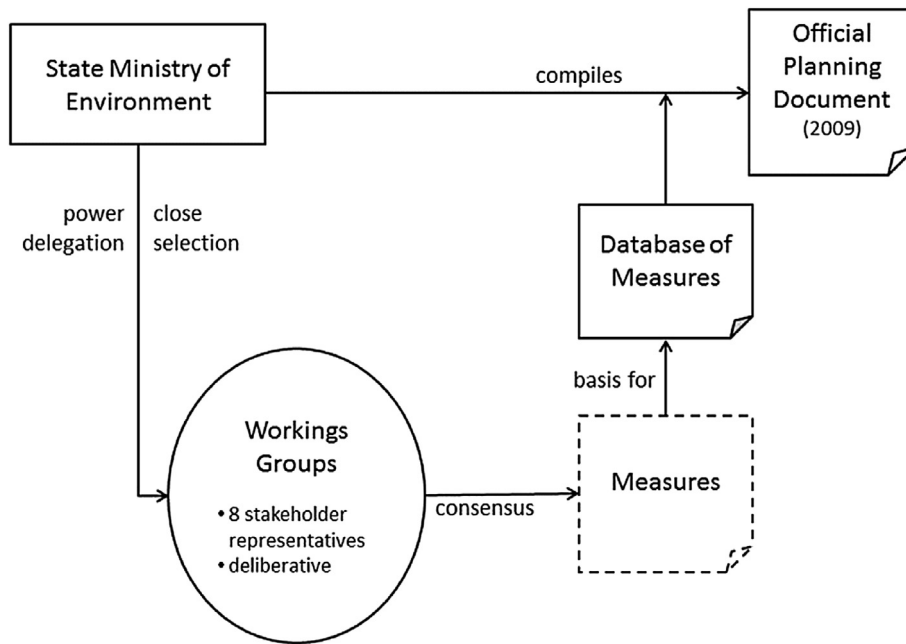 State Ministry of
Environment
compiles
Official
Planning
Document
(2009)
power
delegation
close
selection
Database of
Measures
basis for
Workings
Groups
• 8 stakeholder
representatives
• deliberative
consensus
Measures